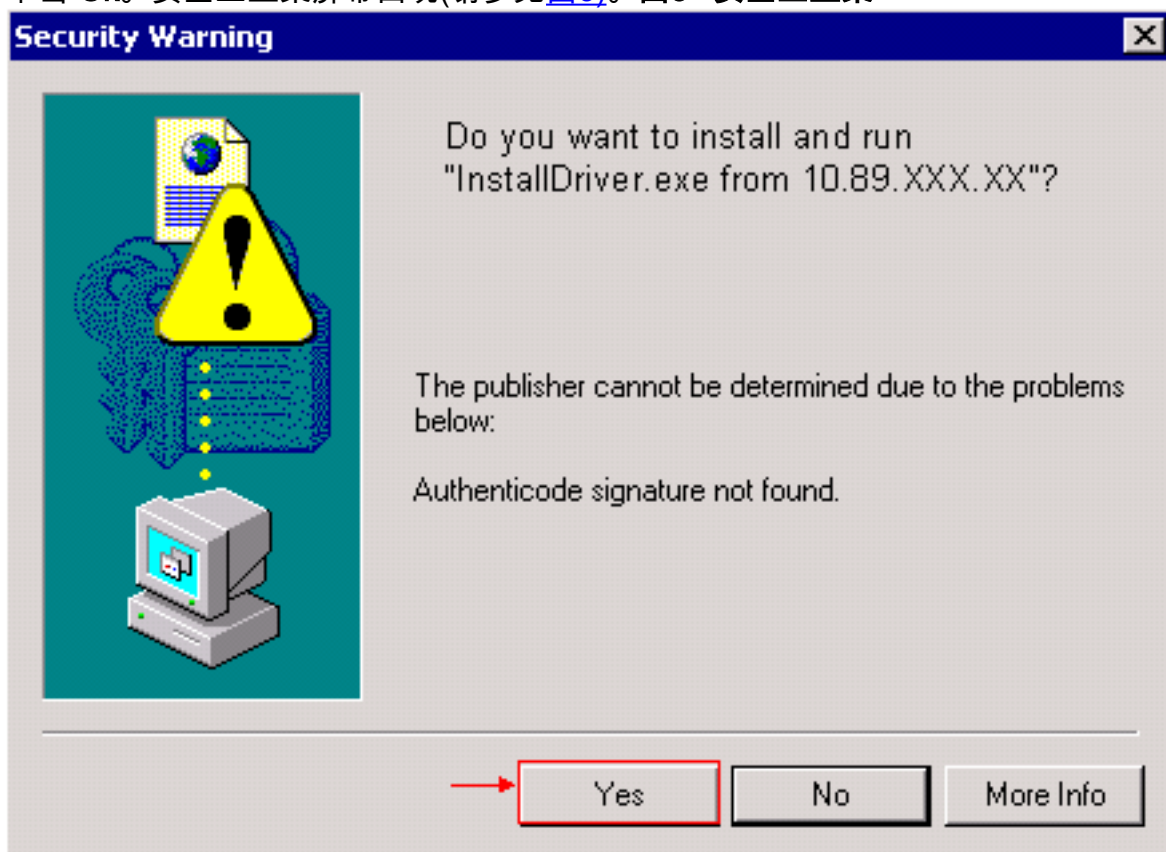 Security Warning
Do you want to install and run
"InstallDriver.exe from 10.89.XXX.XX"?
The publisher cannot be determined due to the problems
below:
Authenticode signature not found.
Yes
No
More Info